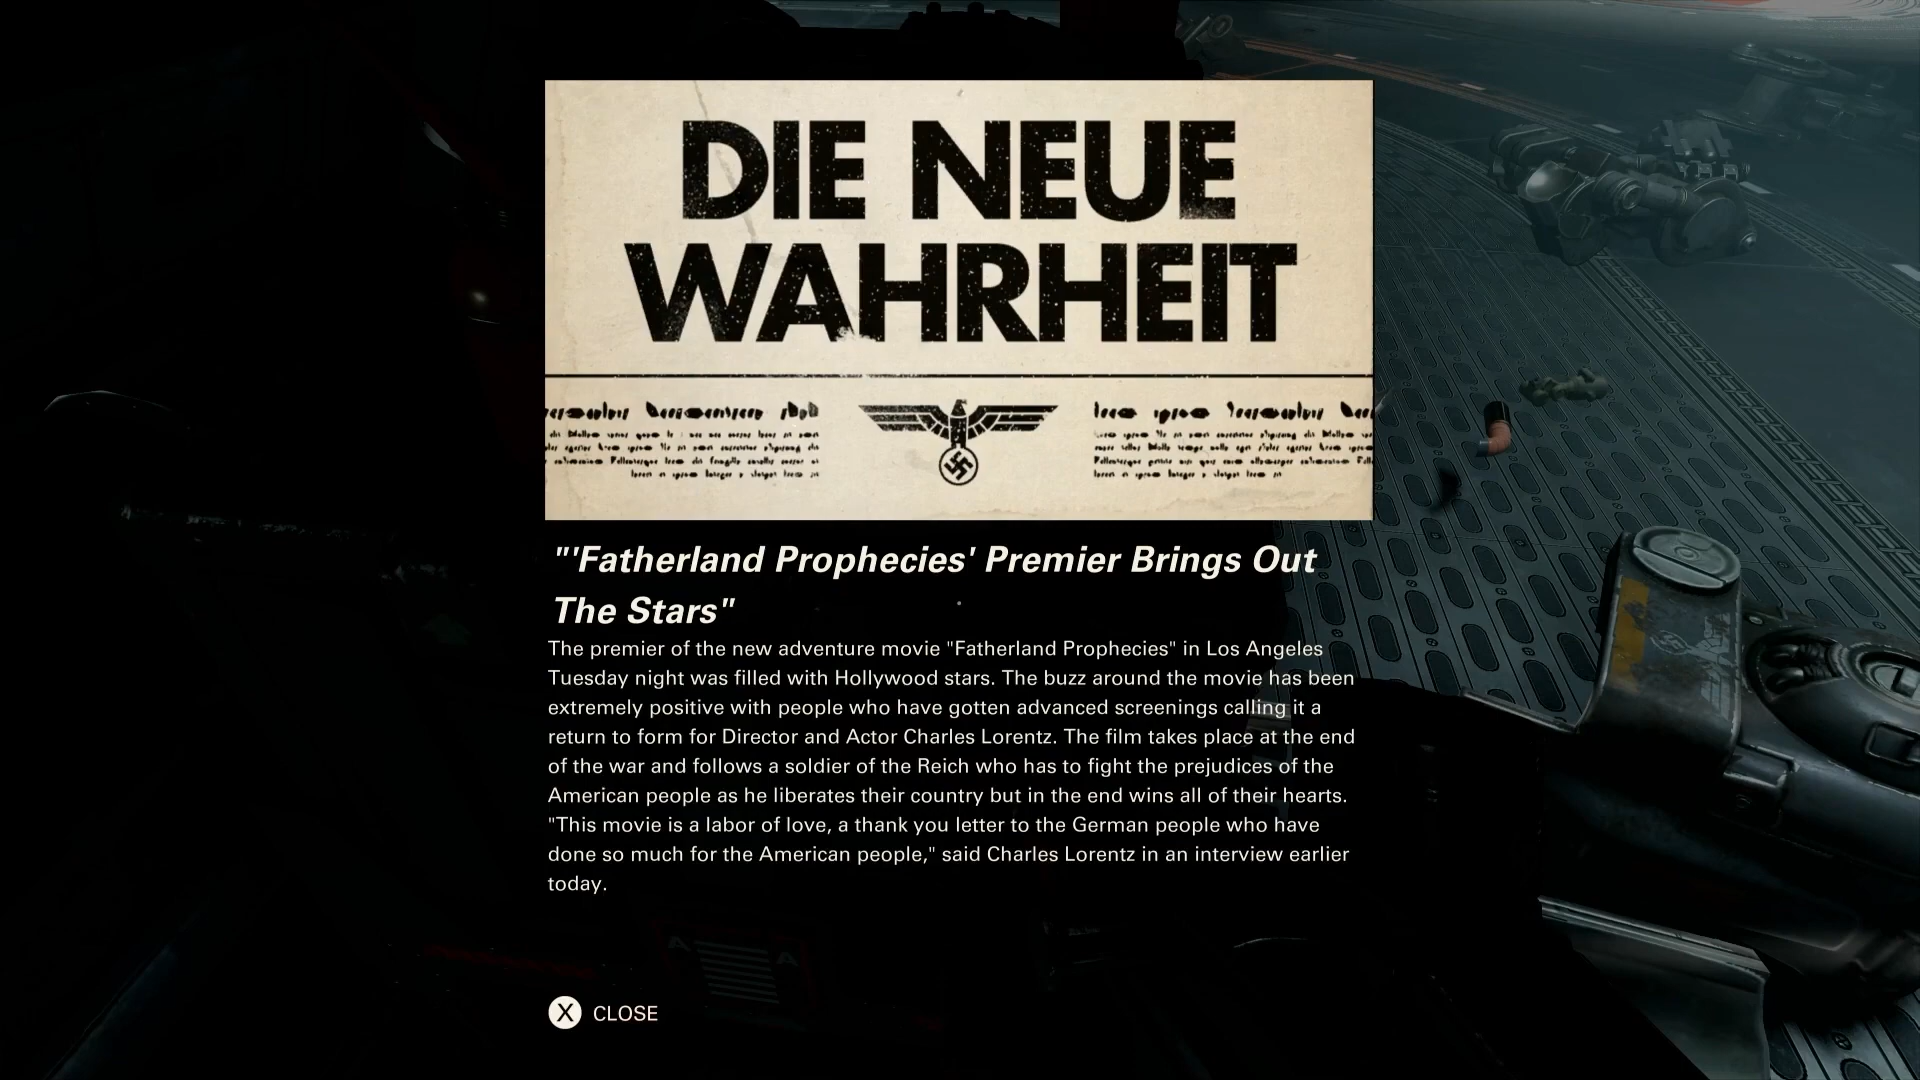 DIE NEUE
WAHRHEIT
"'Fatherland Prophecies' Premier Brings Out
The Stars"
The premier of the new adventure movie "Fatherland Prophecies" in Los Angeles
Tuesday night was filled with Hollywood stars. The buzz around the movie has been
extremely positive with people who have gotten advanced screenings calling it a
return to form for Director and Actor Charles Lorentz. The film takes place at the end
of the war and follows a soldier of the Reich who has to fight the prejudices of the
American people as he liberates their country but in the end wins all of their hearts.
"This movie is a labor of love, a thank you letter to the German people who have
done so much for the American people," said Charles Lorentz in an interview earlier
today.
A A
X CLOSE